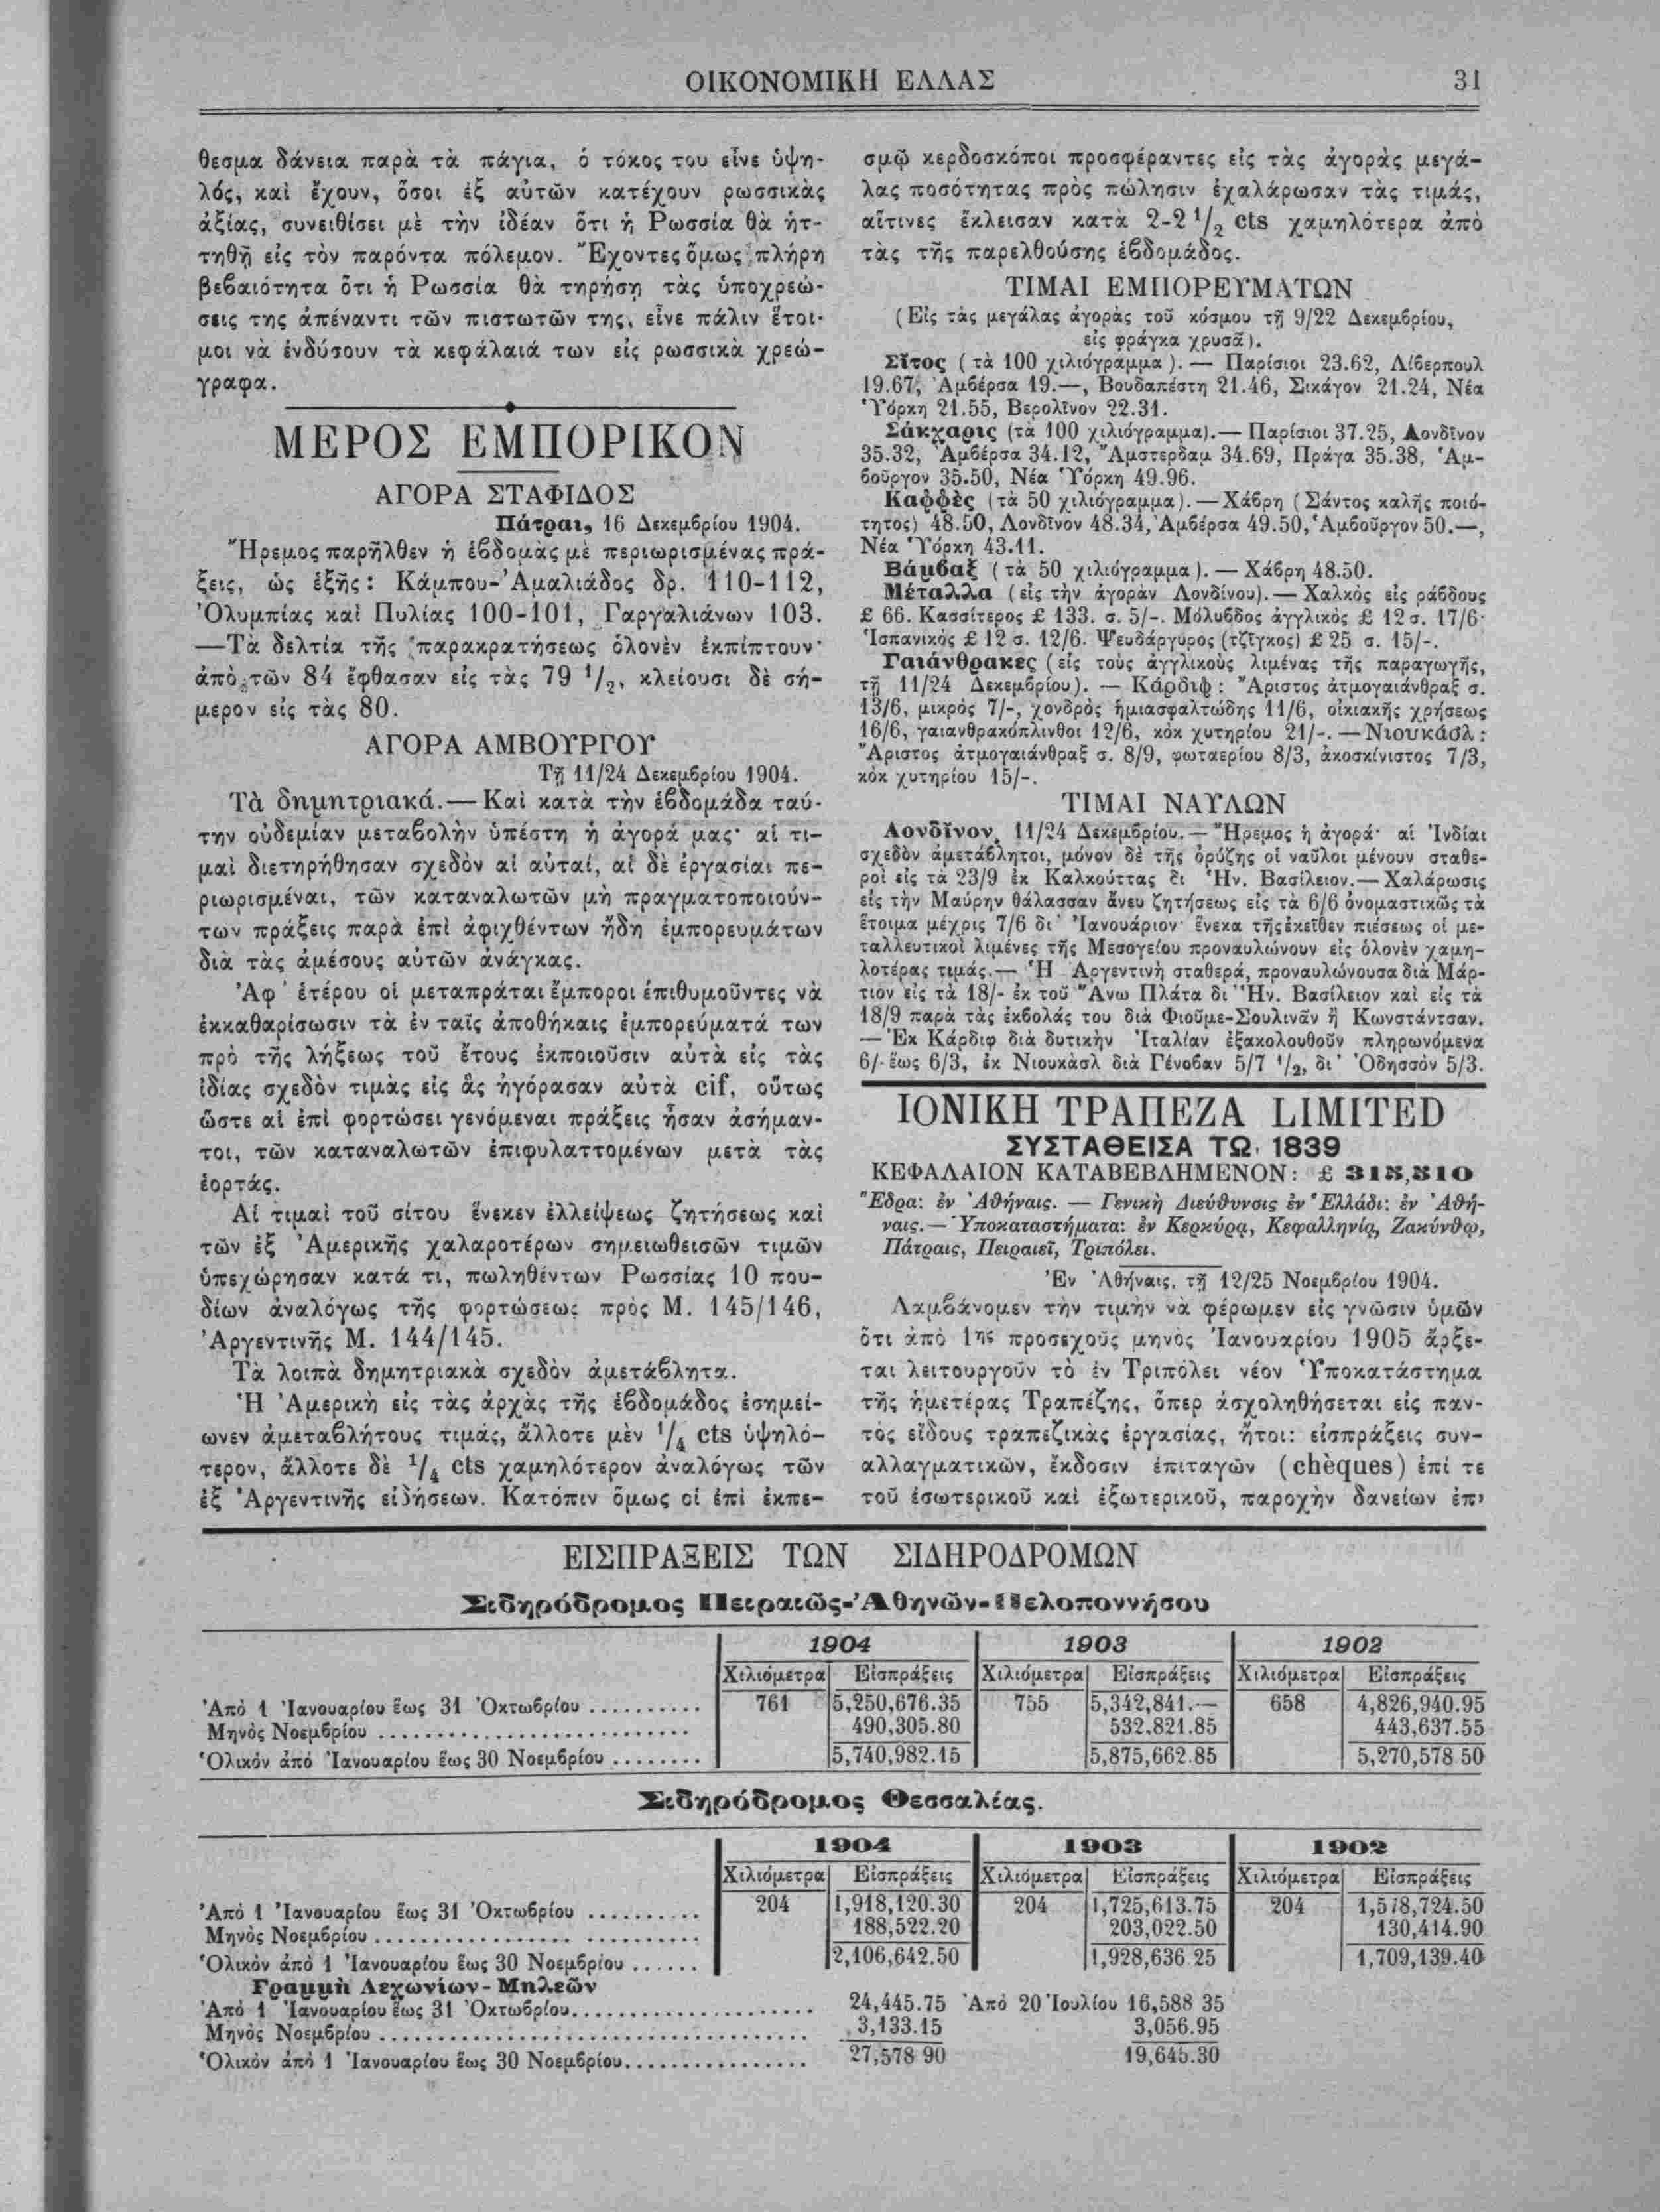 ΟΙΚΟΝΟΜΙΚΗ ΕΛΛΑΣ
31
θεσμα δάνεια παρὰ τὰ πάγια, ὁ τόκος του εἶνε ὑψη-
λός, καὶ ἔχουν, ὅσοι ἐξ αὐτῶν κατέχουν ρωσσικὰς
ἀξίας, συνειθίσει μὲ τὴν ἰδέαν ὅτι ἡ Ρωσσία θὰ ἡτ-
τηθῇ εἰς τὸν παρόντα πόλεμον. Ἔχοντες ὅμως πλήρη
βεβαιότητα ὅτι ἡ Ρωσσία θὰ τηρήσῃ τὰς ὑποχρεώ-
σεις της ἀπέναντι τῶν πιστωτῶν της, εἶνε πάλιν ἕτοι-
μοι νὰ ἐνδύσουν τὰ κεφάλαιά των εἰς ρωσσικὰ χρεώ-
γραφα.
ΜΕΡΟΣ ΕΜΠΟΡΙΚΟΝ
ΑΓΟΡΑ ΣΤΑΦΙΔΟΣ
Πάτραι, 16 Δεκεμβρίου 1904.
Ἤρεμος παρῆλθεν ἡ ἑβδομὰς μὲ περιωρισμένας πρά-
ξεις, ὡς ἑξῆς: Κάμπου-Ἀμαλιάδος δρ. 110-112,
Ὀλυμπίας καὶ Πυλίας 100-101, Γαργαλιάνων 103.
—Τὰ δελτία τῆς παρακρατήσεως ὁλονὲν ἐκπίπτουν·
ἀπὸ τῶν 84 ἔφθασαν εἰς τὰς 79 1/2, κλείουσι δὲ σή-
μερον εἰς τὰς 80.
ΑΓΟΡΑ ΑΜΒΟΥΡΓΟΥ
Τῇ 11/24 Δεκεμβρίου 1904.
Τὰ δημητριακά.— Καὶ κατὰ τὴν ἑβδομάδα ταύ-
την οὐδεμίαν μεταβολὴν ὑπέστη ἡ ἀγορά μας· αἱ τι-
μαὶ διετηρήθησαν σχεδὸν αἱ αὐταί, αἱ δὲ ἐργασίαι πε-
ριωρισμέναι, τῶν καταναλωτῶν μὴ πραγματοποιούν-
των πράξεις παρὰ ἐπὶ ἀφιχθέντων ἤδη ἐμπορευμάτων
διὰ τὰς ἀμέσους αὐτῶν ἀνάγκας.
Ἀφ' ἑτέρου οἱ μεταπράται ἔμποροι ἐπιθυμοῦντες νὰ
ἐκκαθαρίσωσιν τὰ ἐν ταῖς ἀποθήκαις ἐμπορεύματά των
πρὸ τῆς λήξεως τοῦ ἔτους ἐκποιοῦσιν αὐτὰ εἰς τὰς
ἰδίας σχεδὸν τιμὰς εἰς ἃς ἠγόρασαν αὐτὰ cif, οὕτως
ὥστε αἱ ἐπὶ φορτώσει γενόμεναι πράξεις ἦσαν ἀσήμαν-
τοι, τῶν καταναλωτῶν ἐπιφυλαττομένων μετὰ τὰς
ἑορτάς.
Αἱ τιμαὶ τοῦ σίτου ἕνεκεν ἐλλείψεως ζητήσεως καὶ
τῶν ἐξ Ἀμερικῆς χαλαροτέρων σημειωθεισῶν τιμῶν
ὑπεχώρησαν κατά τι, πωληθέντων Ρωσσίας 10 που-
δίων ἀναλόγως τῆς φορτώσεως πρὸς Μ. 145/146,
Ἀργεντινῆς Μ. 144/145.
Τὰ λοιπὰ δημητριακὰ σχεδὸν ἀμετάβλητα.
Ἡ Ἀμερικὴ εἰς τὰς ἀρχὰς τῆς ἑβδομάδος ἐσημεί-
ωνεν ἀμεταβλήτους τιμάς, ἄλλοτε μὲν 1/4 cts ὑψηλό-
τερον, ἄλλοτε δὲ 1/4 cts χαμηλότερον ἀναλόγως τῶν
ἐξ Ἀργεντινῆς εἰδήσεων. Κατόπιν ὅμως οἱ ἐπὶ ἐκπε-
σμῷ κερδοσκόποι προσφέραντες εἰς τὰς ἀγορὰς μεγά-
λας ποσότητας πρὸς πώλησιν ἐχαλάρωσαν τὰς τιμάς,
αἵτινες ἔκλεισαν κατὰ 2-2 1/2 cts χαμηλότερα ἀπὸ
τὰς τῆς παρελθούσης ἑβδομάδος.
ΤΙΜΑΙ ΕΜΠΟΡΕΥΜΑΤΩΝ
(Εἰς τὰς μεγάλας ἀγορὰς τοῦ κόσμου τῇ 9/22 Δεκεμβρίου,
εἰς φράγκα χρυσᾶ).
Σῖτος (τὰ 100 χιλιόγραμμα).— Παρίσιοι 23.62, Λίβερπουλ
19.67, Ἀμβέρσα 19.—, Βουδαπέστη 21.46, Σικάγον 21.24, Νέα
Ὑόρκη 21.55, Βερολῖνον 22.31.
Σάκχαρις (τὰ 100 χιλιόγραμμα).— Παρίσιοι 37.25, Λονδῖνον
35.32, Ἀμβέρσα 34.12, Ἄμστερδαμ 34.69, Πράγα 35.38, Ἁμ-
βοῦργον 35.50, Νέα Ὑόρκη 49.96.
Καφφὲς (τὰ 50 χιλιόγραμμα).— Χάβρη (Σάντος καλῆς ποιό-
τητος) 48.50, Λονδῖνον 48.34, Ἀμβέρσα 49.50, Ἁμβοῦργον 50.—,
Νέα Ὑόρκη 43.11.
Βάμβαξ (τὰ 50 χιλιόγραμμα).— Χάβρη 48.50.
Μέταλλα (εἰς τὴν ἀγορὰν Λονδίνου).— Χαλκὸς εἰς ράβδους
£ 66. Κασσίτερος £ 133. σ. 5/-. Μόλυβδος ἀγγλικὸς £ 12 σ. 17/6·
Ἱσπανικὸς £ 12 σ. 12/6. Ψευδάργυρος (τζίγκος) £ 25 σ. 15/-.
Γαιάνθρακες (εἰς τοὺς ἀγγλικοὺς λιμένας τῆς παραγωγῆς,
τῇ 11/24 Δεκεμβρίου).— Κάρδιφ: Ἄριστος ἀτμογαιάνθραξ σ.
13/6, μικρὸς 7/-, χονδρὸς ἡμιασφαλτώδης 11/6, οἰκιακῆς χρήσεως
16/6, γαιανθρακόπλινθοι 12/6, κὸκ χυτηρίου 21/-.— Νιουκάσλ:
Ἄριστος ἀτμογαιάνθραξ σ. 8/9, φωταερίου 8/3, ἀκοσκίνιστος 7/3,
κὸκ χυτηρίου 15/-.
ΤΙΜΑΙ ΝΑΥΛΩΝ
Λονδῖνον, 11/24 Δεκεμβρίου.— Ἤρεμος ἡ ἀγορά· αἱ Ἰνδίαι
σχεδὸν ἀμετάβλητοι, μόνον δὲ τῆς ὀρύζης οἱ ναῦλοι μένουν σταθε-
ροὶ εἰς τὰ 23/9 ἐκ Καλκούττας δι Ἡν. Βασίλειον.— Χαλάρωσις
εἰς τὴν Μαύρην θάλασσαν ἄνευ ζητήσεως εἰς τὰ 6/6 ὀνομαστικῶς τὰ
ἕτοιμα μέχρις 7/6 δι' Ἰανουάριον· ἕνεκα τῆς ἐκεῖθεν πιέσεως οἱ με-
ταλλευτικοὶ λιμένες τῆς Μεσογείου προναυλώνουν εἰς ὁλονὲν χαμη-
λοτέρας τιμάς.— Ἡ Ἀργεντινὴ σταθερά, προναυλώνουσα διὰ Μάρ-
τιον εἰς τὰ 18/- ἐκ τοῦ Ἄνω Πλάτα δι' Ἡν. Βασίλειον καὶ εἰς τὰ
18/9 παρὰ τὰς ἐκβολάς του διὰ Φιοῦμε-Σουλινᾶν ἢ Κωνστάντσαν.
— Ἐκ Κάρδιφ διὰ δυτικὴν Ἰταλίαν ἐξακολουθοῦν πληρωνόμενα
6/- ἕως 6/3, ἐκ Νιουκὰσλ διὰ Γένοβαν 5/7 1/2, δι' Ὀδησσὸν 5/3.
ΙΟΝΙΚΗ ΤΡΑΠΕΖΑ LIMITED
ΣΥΣΤΑΘΕΙΣΑ ΤΩ. 1839
ΚΕΦΑΛΑΙΟΝ ΚΑΤΑΒΕΒΛΗΜΕΝΟΝ: £ 315,510
Ἕδρα: ἐν Ἀθήναις.— Γενικὴ Διεύθυνσις ἐν Ἑλλάδι: ἐν Ἀθή-
ναις.— Ὑποκαταστήματα: ἐν Κερκύρᾳ, Κεφαλληνίᾳ, Ζακύνθῳ,
Πάτραις, Πειραιεῖ, Τριπόλει.
Ἐν Ἀθήναις, τῇ 12/25 Νοεμβρίου 1904.
Λαμβάνομεν τὴν τιμὴν νὰ φέρωμεν εἰς γνῶσιν ὑμῶν
ὅτι ἀπὸ 1ης προσεχοῦς μηνὸς Ἰανουαρίου 1905 ἄρξε-
ται λειτουργοῦν τὸ ἐν Τριπόλει νέον Ὑποκατάστημα
τῆς ἡμετέρας Τραπέζης, ὅπερ ἀσχοληθήσεται εἰς παν-
τὸς εἴδους τραπεζικὰς ἐργασίας, ἤτοι: εἰσπράξεις συν-
αλλαγματικῶν, ἔκδοσιν ἐπιταγῶν (chèques) ἐπί τε
τοῦ ἐσωτερικοῦ καὶ ἐξωτερικοῦ, παροχὴν δανείων ἐπ'
ΕΙΣΠΡΑΞΕΙΣ ΤΩΝ ΣΙΔΗΡΟΔΡΟΜΩΝ
Σιδηρόδρομος Πειραιῶς-Ἀθηνῶν-Πελοποννήσου
1904 1903 1902
Χιλιόμετρα Εἰσπράξεις Χιλιόμετρα Εἰσπράξεις Χιλιόμετρα Εἰσπράξεις
Ἀπὸ 1 Ἰανουαρίου ἕως 31 Ὀκτωβρίου .......... 761 5,250,676.35 755 5,342,841.— 658 4,826,940.95
Μηνὸς Νοεμβρίου .......... 490,305.80 532.821.85 443,637.55
Ὁλικὸν ἀπὸ Ἰανουαρίου ἕως 30 Νοεμβρίου ........ 5,740,982.15 5,875,662.85 5,270,578 50
Σιδηρόδρομος Θεσσαλίας.
1904 1903 1902
Χιλιόμετρα Εἰσπράξεις Χιλιόμετρα Εἰσπράξεις Χιλιόμετρα Εἰσπράξεις
Ἀπὸ 1 Ἰανουαρίου ἕως 31 Ὀκτωβρίου .......... 204 1,918,120.30 204 1,725,613.75 204 1,578,724.50
Μηνὸς Νοεμβρίου .......... 188,522.20 203,022.50 130,414.90
Ὁλικὸν ἀπὸ 1 Ἰανουαρίου ἕως 30 Νοεμβρίου ...... 2,106,642.50 1,928,636 25 1,709,139.40
Γραμμὴ Λεχωνίων-Μηλεῶν
Ἀπὸ 1 Ἰανουαρίου ἕως 31 Ὀκτωβρίου.......... 24,445.75 Ἀπὸ 20 Ἰουλίου 16,588 35
Μηνὸς Νοεμβρίου .......... 3,133.15 3,056.95
Ὁλικὸν ἀπὸ 1 Ἰανουαρίου ἕως 30 Νοεμβρίου.......... 27,578 90 19,645.30